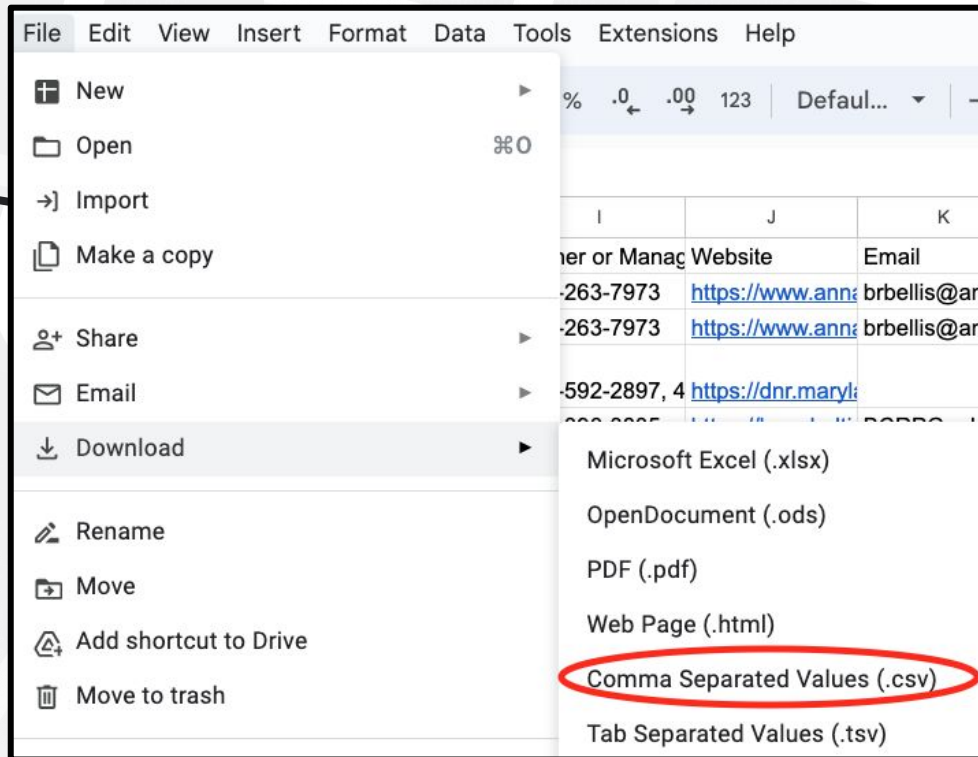 File Edit View Insert Format Data Tools Extensions Help
New
% .0 .00 123 Defaul...
Open ⌘O
Import
I J K
Make a copy
Website Email
-263-7973 https://www.anna brbellis@ar
-263-7973 https://www.anna brbellis@ar
Share
-592-2897, 4 https://dnr.maryla
Email
Download
Microsoft Excel (.xlsx)
OpenDocument (.ods)
Rename
PDF (.pdf)
Move
Web Page (.html)
Add shortcut to Drive
Comma Separated Values (.csv)
Move to trash
Tab Separated Values (.tsv)